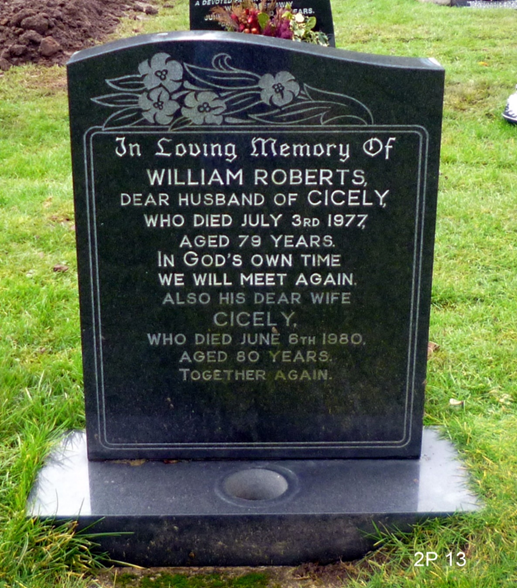 A DEVOTED
In Loving Memory Of
WILLIAM ROBERTS,
DEAR HUSBAND OF CICELY,
WHO DIED JULY 3RD 1977,
AGED 79 YEARS.
IN GOD'S OWN TIME
WE WILL MEET AGAIN.
ALSO HIS DEAR WIFE
CICELY,
WHO DIED JUNE 6TH 1980,
AGED 80 YEARS.
TOGETHER AGAIN.
2P 13